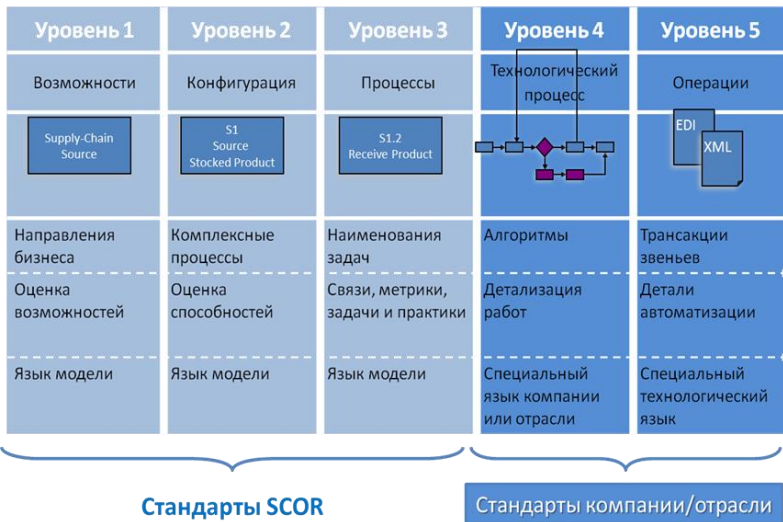 Уровень 1
Уровень 2
Уровень 3
Уровень 4
Уровень 5
Возможности
Конфигурация
Процессы
Технологический
процесс
Операции
Supply-Chain
Source
S1
Source
Stocked Product
S1.2
Receive Product
EDI
XML
Направления
бизнеса
Комплексные
процессы
Наименования
задач
Алгоритмы
Трансакции
звеньев
Оценка
возможностей
Оценка
способностей
Связи, метрики,
задачи и практики
Детализация
работ
Детали
автоматизации
Язык модели
Язык модели
Язык модели
Специальный
язык компании
или отрасли
Специальный
технологический
язык
Стандарты SCOR
Стандарты компании/отрасли